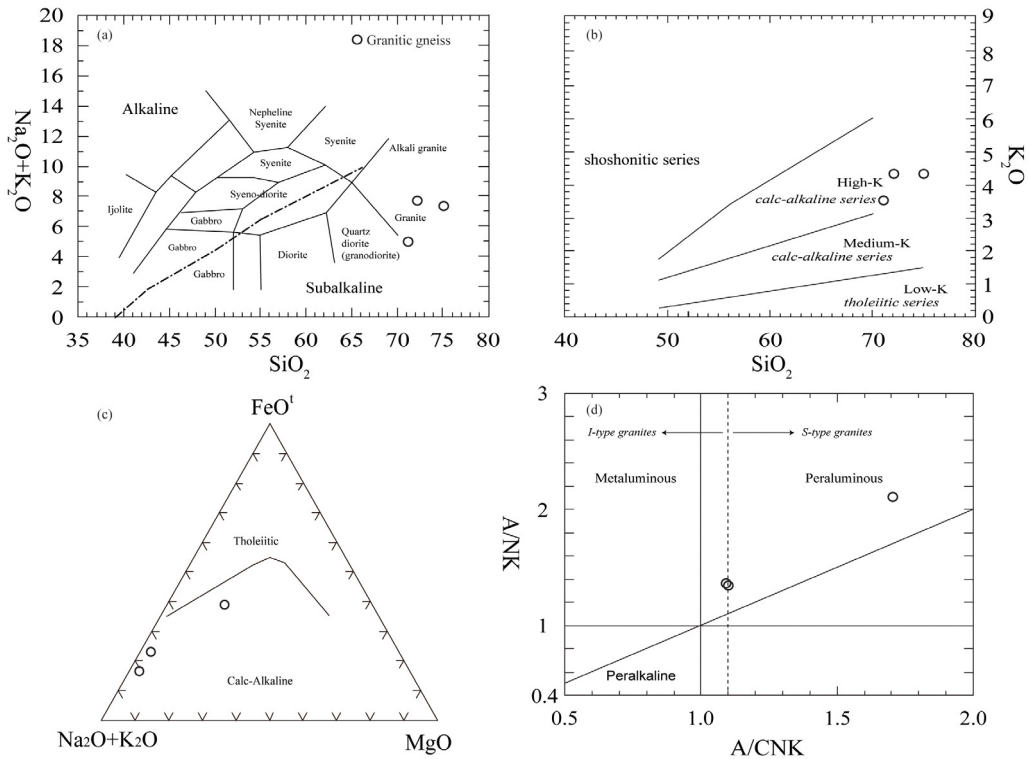 (a)
Granitic gneiss
Na2O+K2O
20
18
16
14
12
10
8
6
4
2
0
Alkaline
Nepheline
Syenite
Syenite
Alkali granite
Syenite
Syeno-diorite
Ijolite
Gabbro
Granite
Gabbro
Quartz
diorite
(granodiorite)
Diorite
Gabbro
Subalkaline
35 40 45 50 55 60 65 70 75 80
SiO2
(b)
9
8
7
6
5
4
3
2
1
0
K2O
shoshonitic series
High-K
calc-alkaline series
Medium-K
calc-alkaline series
Low-K
tholeiitic series
40 50 60 70 80
SiO2
(c)
FeOt
Tholeiitic
Calc-Alkaline
Na2O+K2O
MgO
(d)
3
2
1
0.4
A/NK
I-type granites
S-type granites
Metaluminous
Peraluminous
Peralkaline
0.5 1.0 1.5 2.0
A/CNK